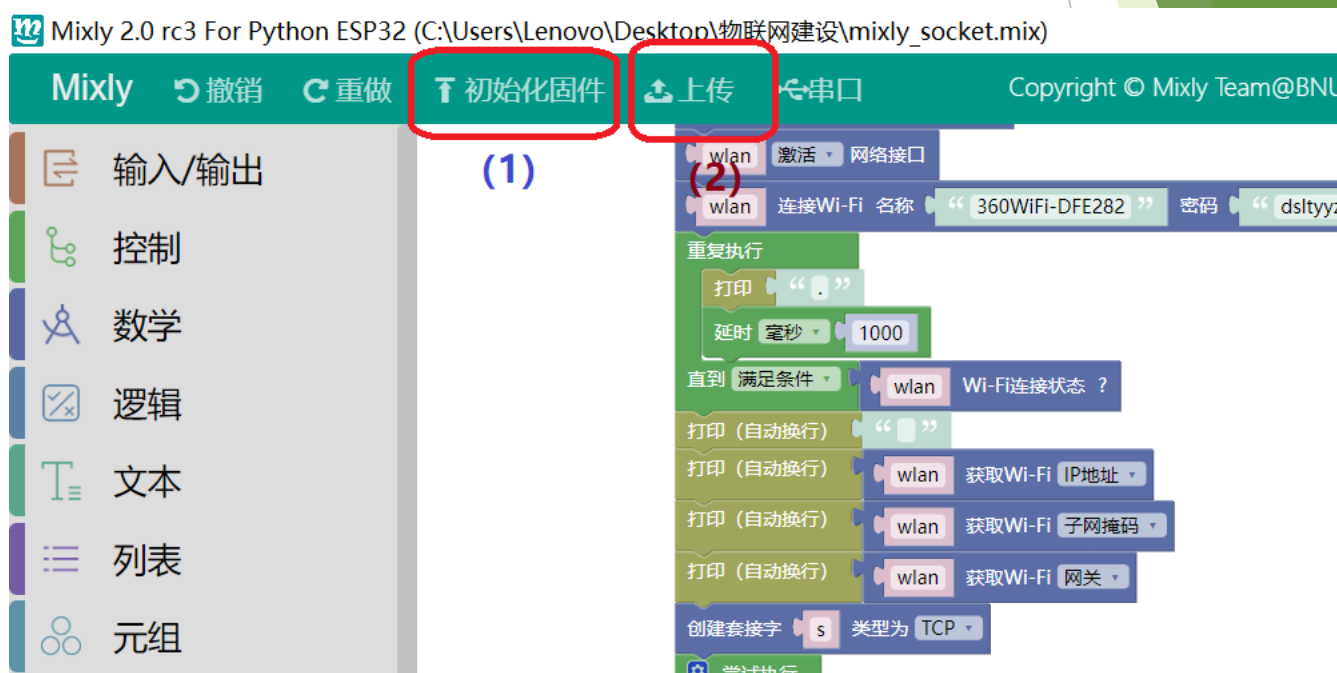 Mixly 2.0 rc3 For Python ESP32 (C:\Users\Lenovo\Desktop\物联网建设\mixly_socket.mix)
Mixly 撤销 重做 初始化固件 上传 串口 Copyright © Mixly Team@BNU
(1)
(2)
输入/输出
控制
数学
逻辑
文本
列表
元组
wlan 激活 网络接口
wlan 连接Wi-Fi 名称 “ 360WiFi-DFE282 ” 密码 “ dsltyyz
重复执行
打印 “ . ”
延时 毫秒 1000
直到 满足条件 wlan Wi-Fi连接状态 ?
打印（自动换行） “ ”
打印（自动换行） wlan 获取Wi-Fi IP地址
打印（自动换行） wlan 获取Wi-Fi 子网掩码
打印（自动换行） wlan 获取Wi-Fi 网关
创建套接字 s 类型为 TCP
尝试执行